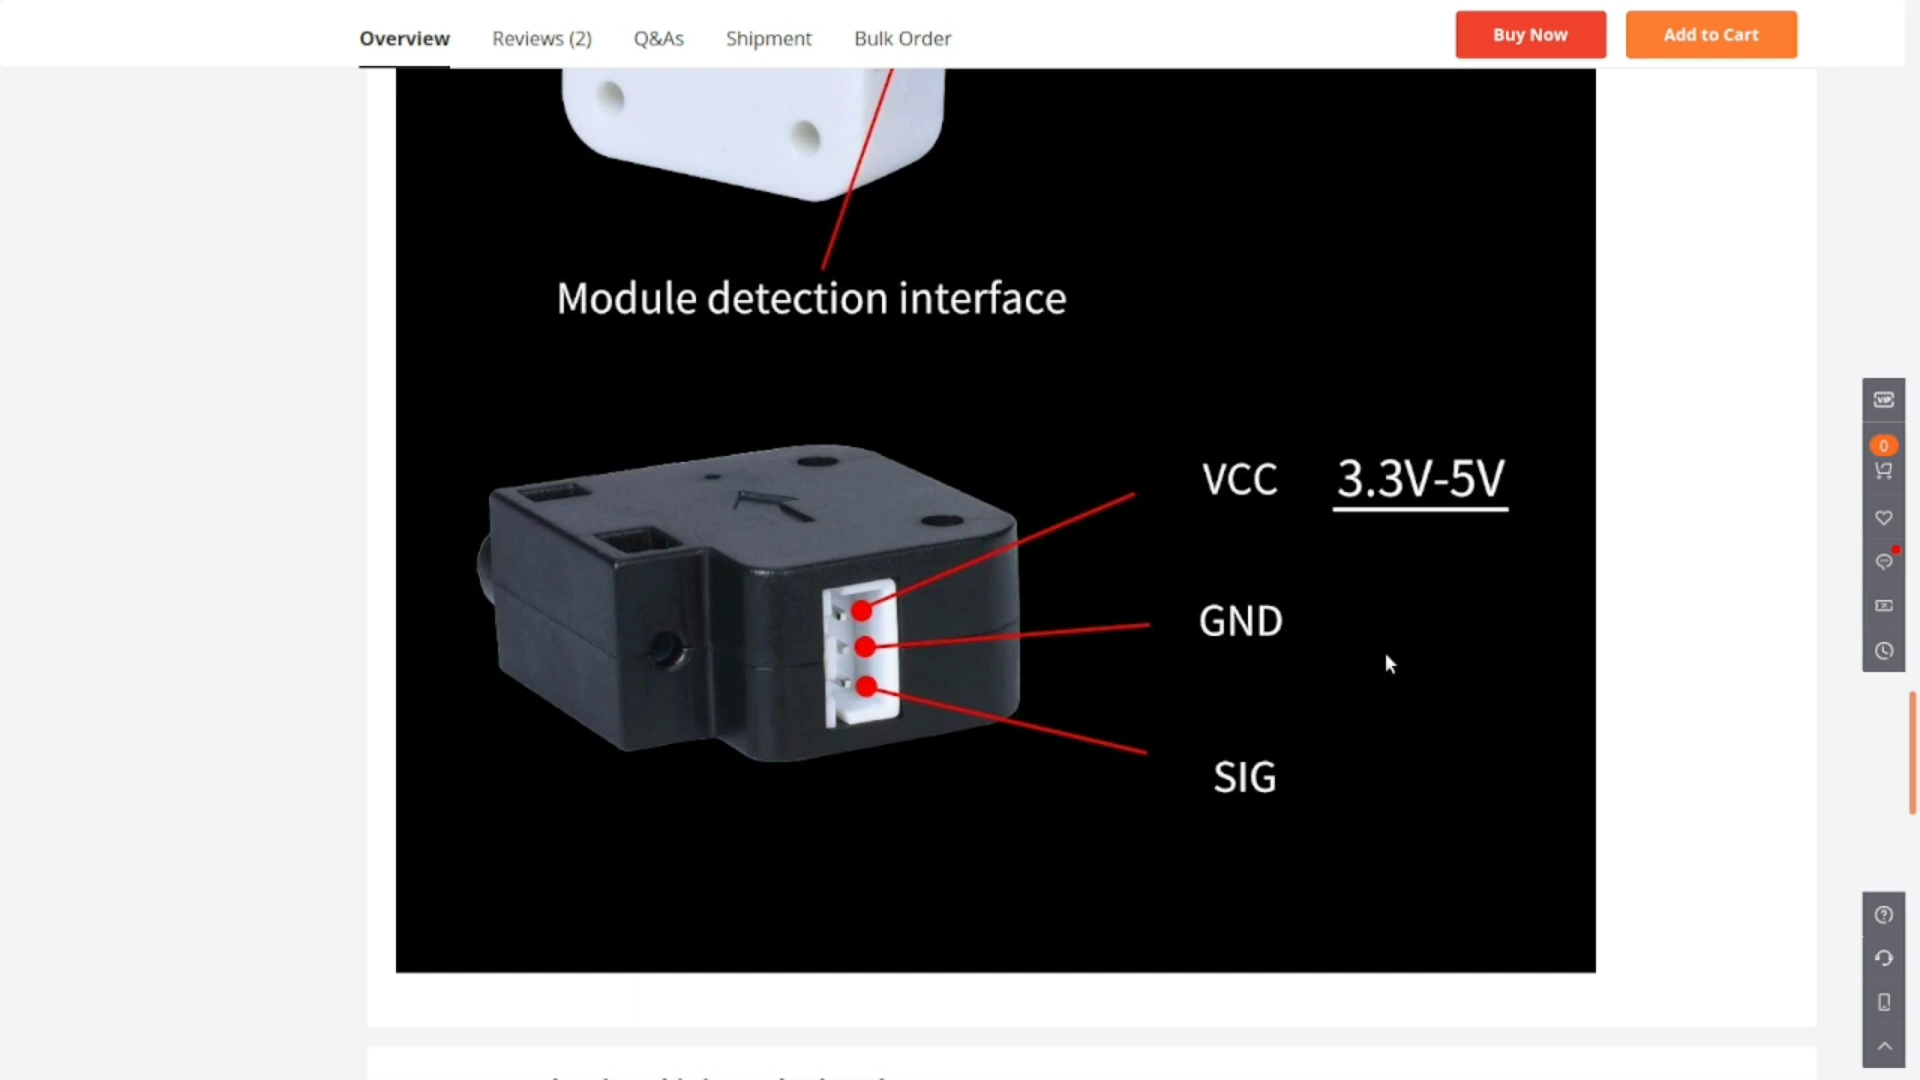 Overview Reviews (2) Q&As Shipment Bulk Order Buy Now Add to Cart
Module detection interface
VCC 3.3V-5V
GND
SIG
VIP
0